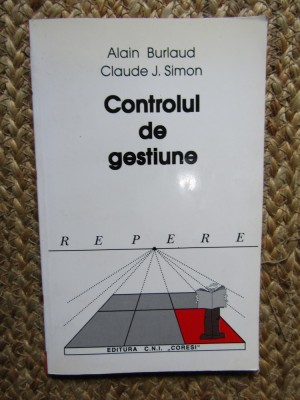 Alain Burlaud
Claude J. Simon
Controlul
de
gestiune
R E P E R E
EDITURA C.N.I. „CORESI"